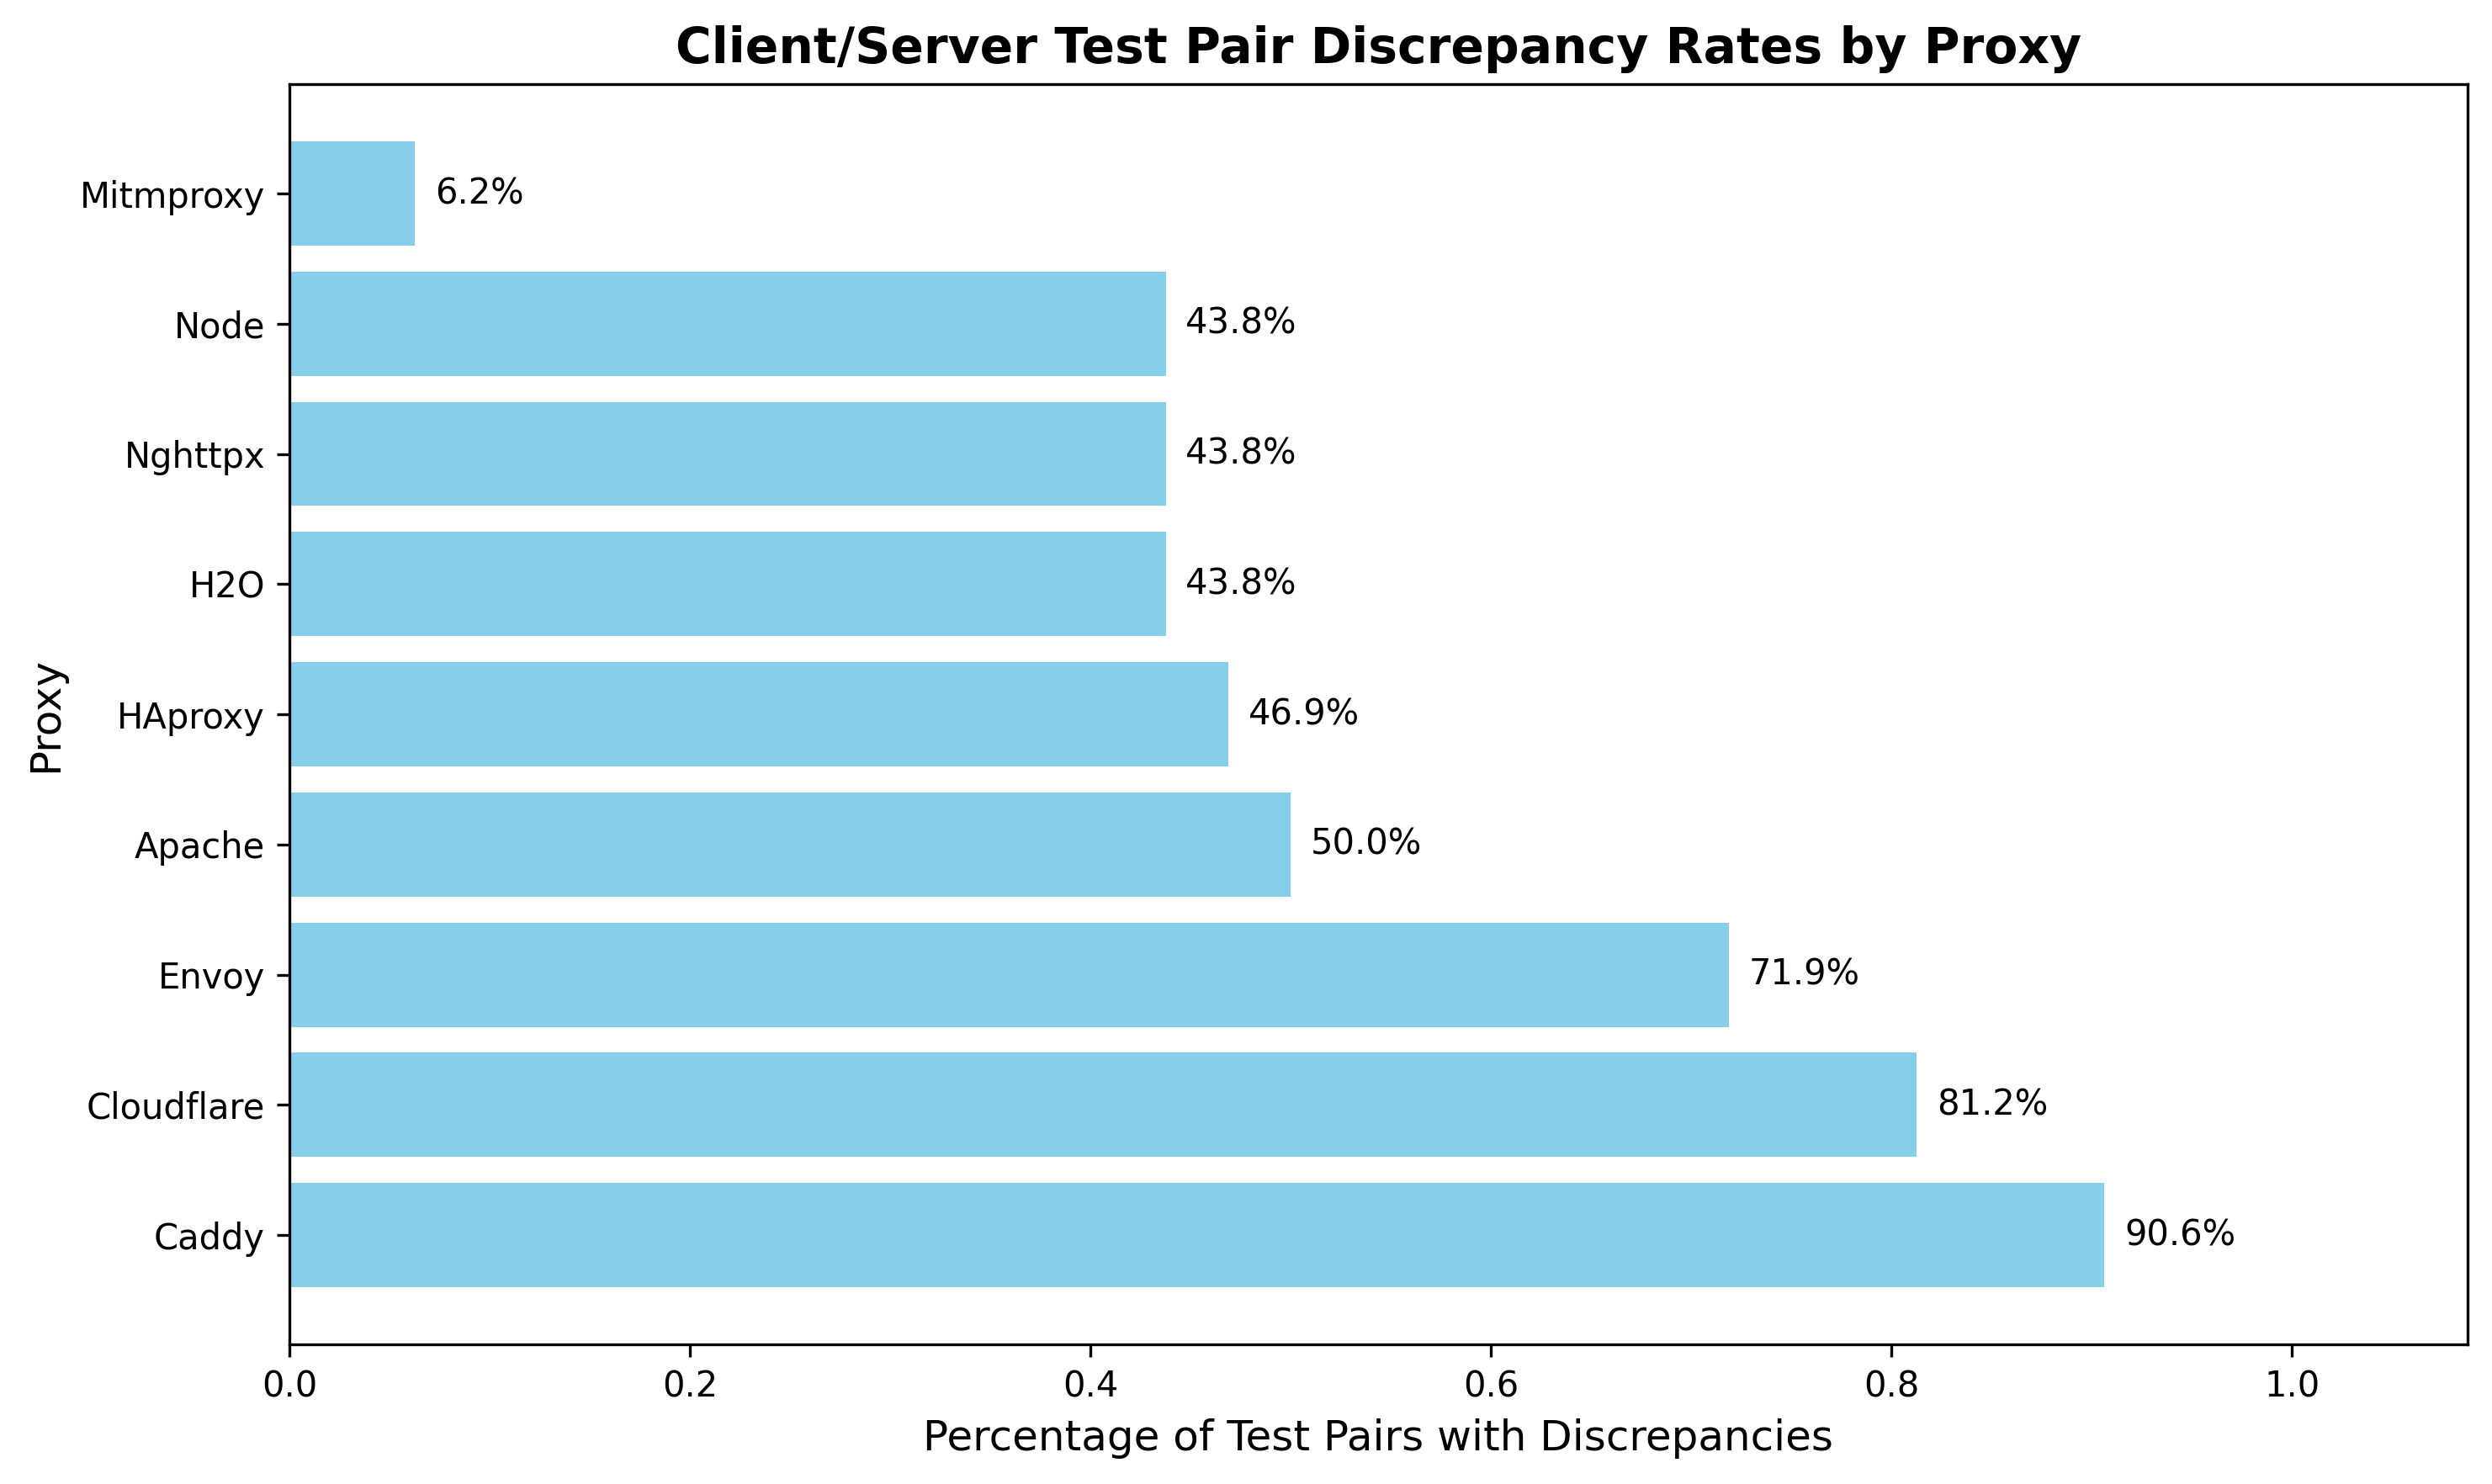 Client/Server Test Pair Discrepancy Rates by Proxy
Proxy
Mitmproxy 6.2%
Node 43.8%
Nghttpx 43.8%
H2O 43.8%
HAproxy 46.9%
Apache 50.0%
Envoy 71.9%
Cloudflare 81.2%
Caddy 90.6%
0.0 0.2 0.4 0.6 0.8 1.0
Percentage of Test Pairs with Discrepancies